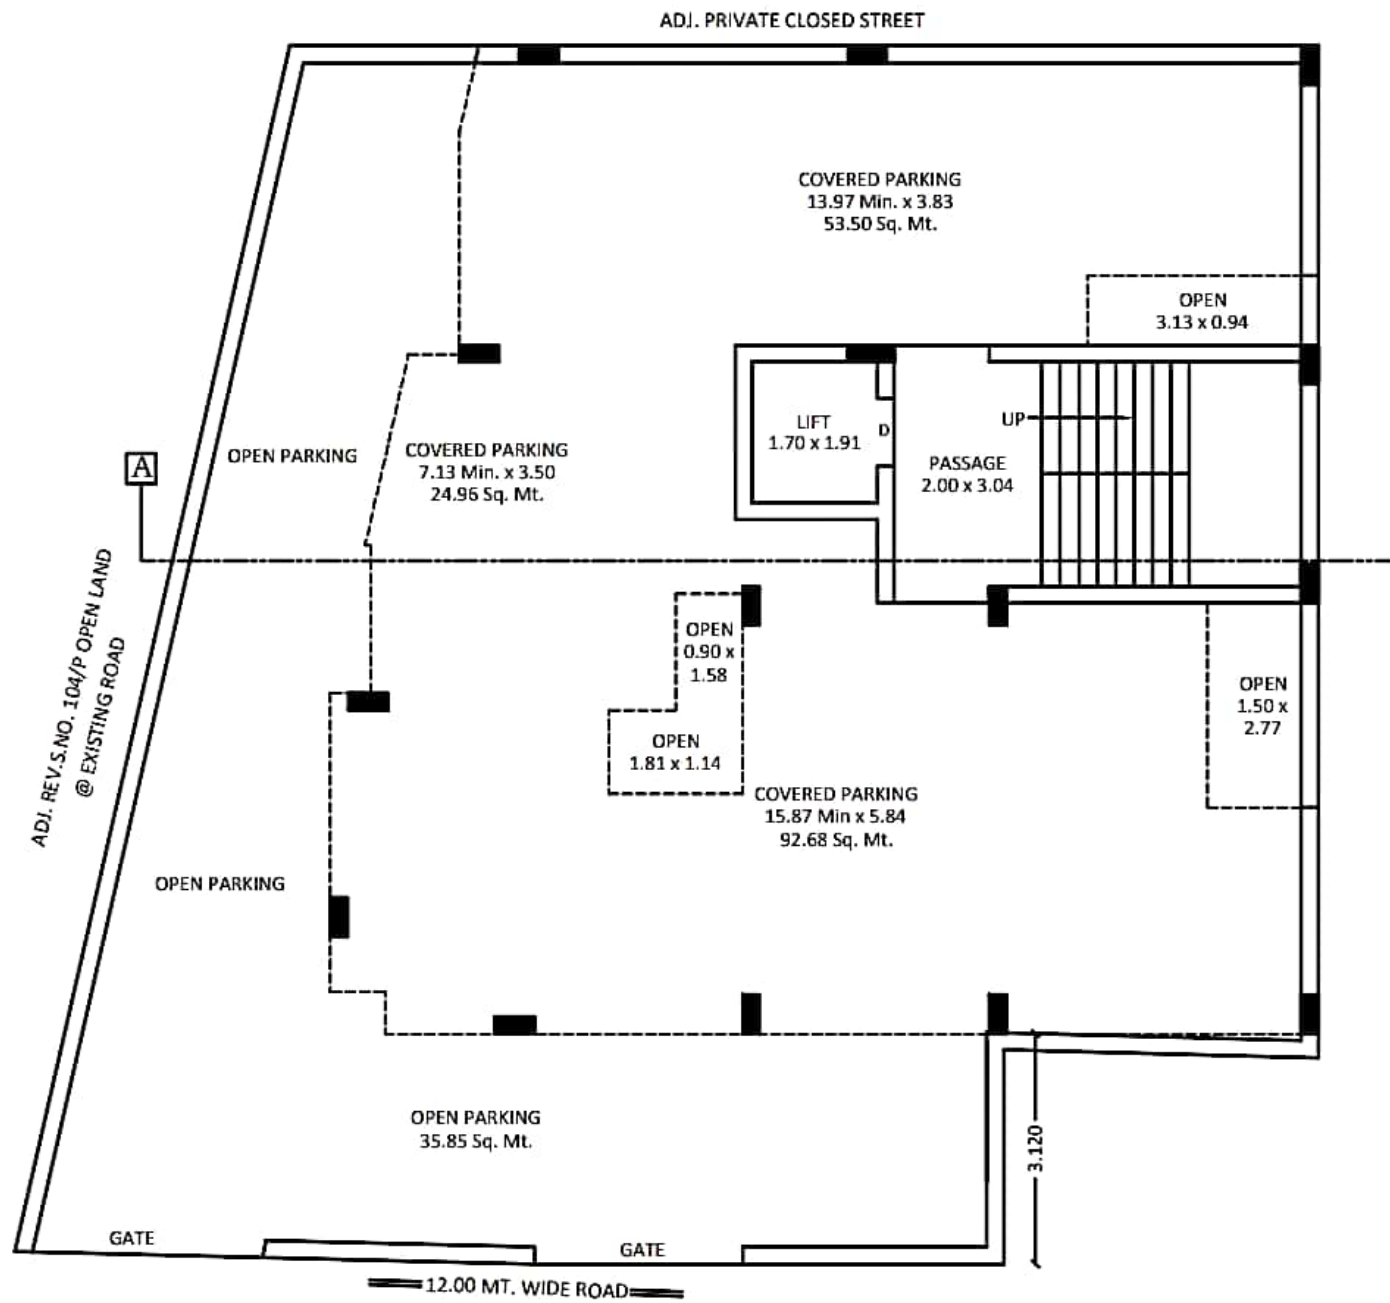 ADJ. PRIVATE CLOSED STREET
COVERED PARKING
13.97 Min. x 3.83
53.50 Sq. Mt.
OPEN
3.13 x 0.94
LIFT
1.70 x 1.91
D
UP
PASSAGE
2.00 x 3.04
OPEN PARKING
COVERED PARKING
7.13 Min. x 3.50
24.96 Sq. Mt.
A
ADJ. REV.S.NO. 104/P OPEN LAND
@ EXISTING ROAD
OPEN
0.90 x
1.58
OPEN
1.81 x 1.14
OPEN
1.50 x
2.77
COVERED PARKING
15.87 Min x 5.84
92.68 Sq. Mt.
OPEN PARKING
OPEN PARKING
35.85 Sq. Mt.
3.120
GATE
GATE
12.00 MT. WIDE ROAD